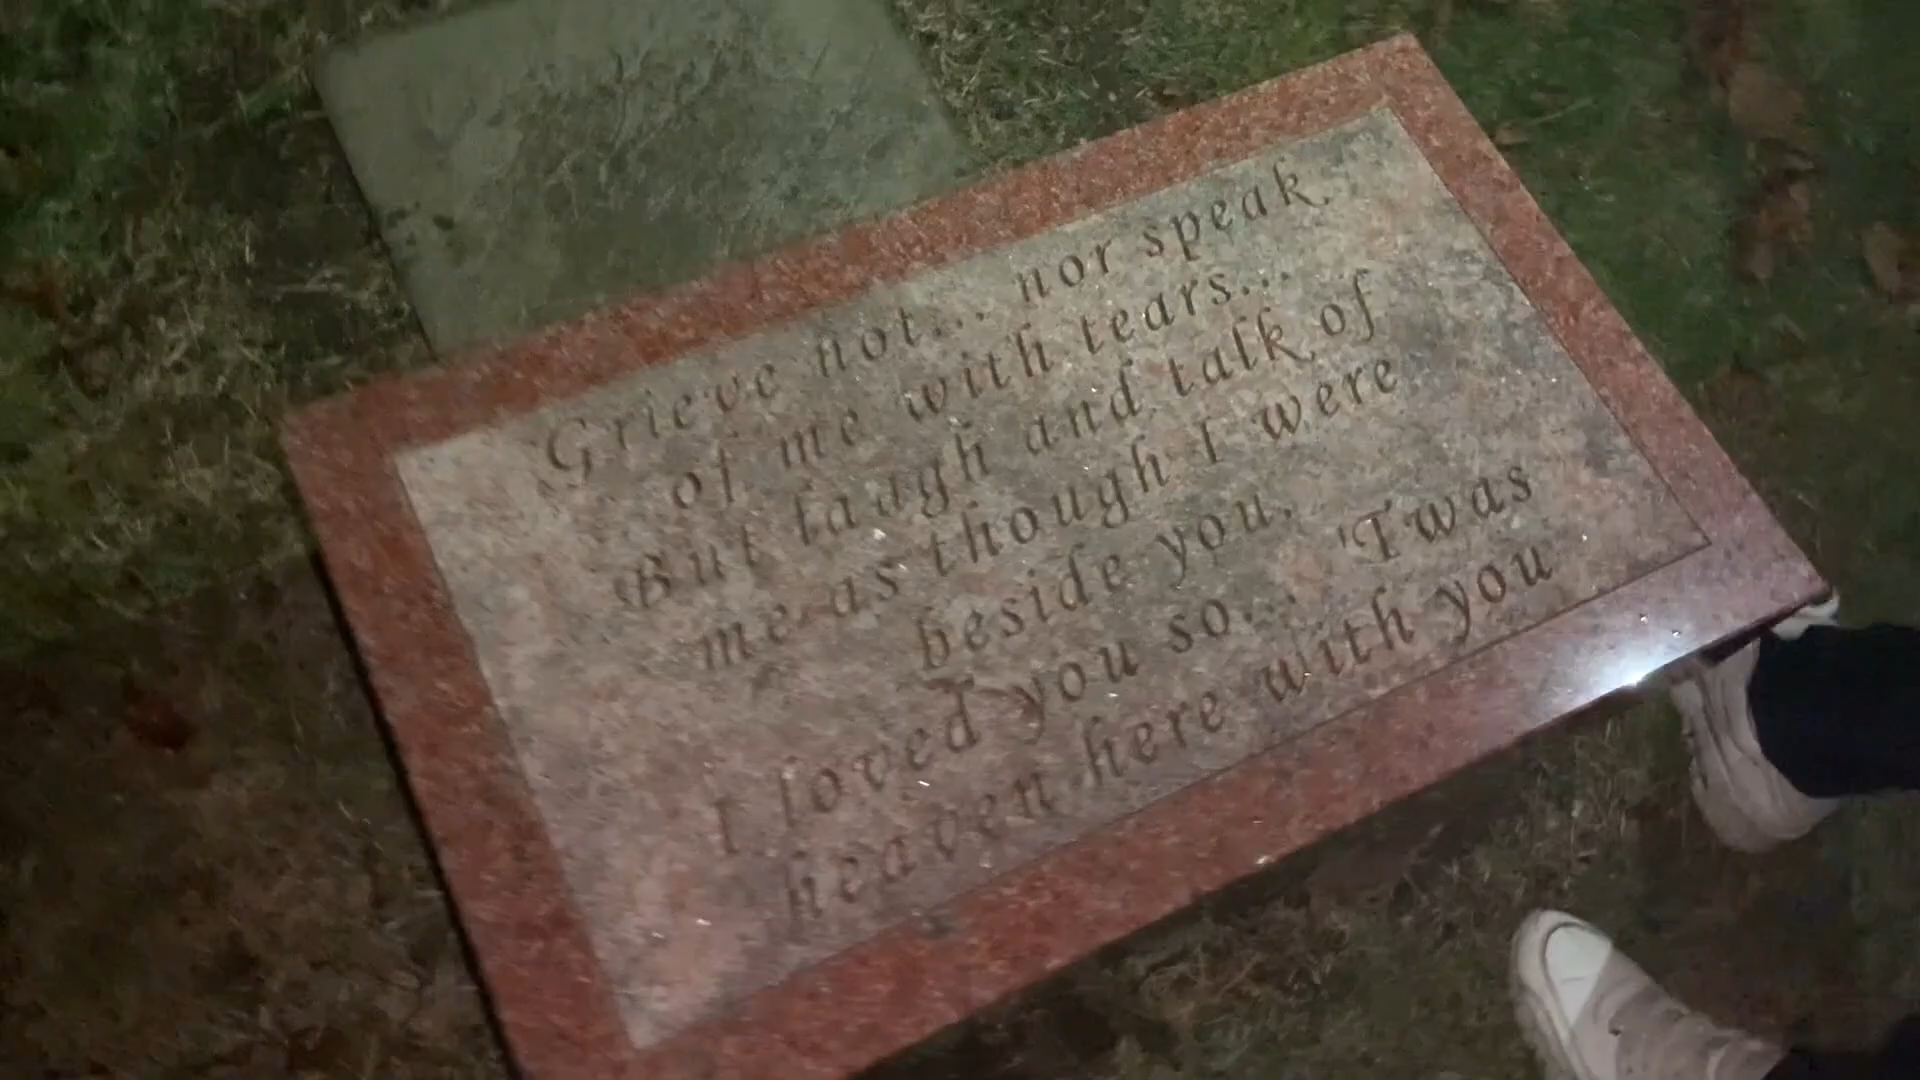 Grieve not... nor speak
of me with tears...
But laugh and talk of
me as though I were
beside you.
I loved you so... 'Twas
heaven here with you